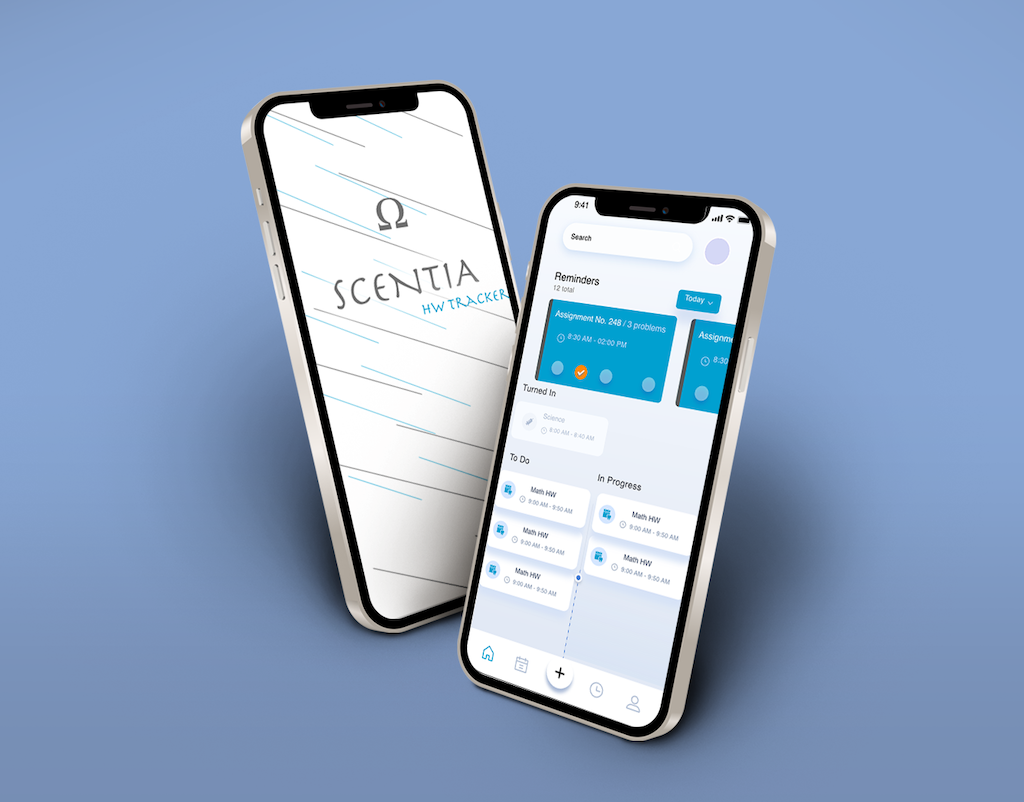 Ω
SCENTIA
HW TRACKER
9:41
Search
Reminders
12 total
Today
Assignment No. 248 / 3 problems
8:30 AM - 02:00 PM
Assignm
8:30
Turned In
Science
9:30 AM - 9:40 AM
To Do
In Progress
Math HW
9:00 AM - 9:50 AM
Math HW
9:00 AM - 9:50 AM
Math HW
9:00 AM - 9:50 AM
Math HW
9:00 AM - 9:50 AM
Math HW
9:00 AM - 9:50 AM